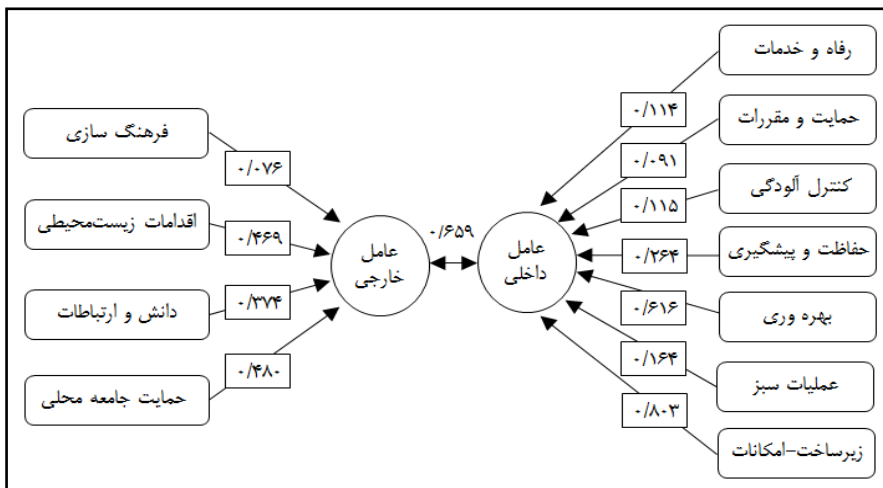 رفاه و خدمات
۰/۱۱۴
حمایت و مقررات
۰/۰۹۱
کنترل آلودگی
۰/۱۱۵
حفاظت و پیشگیری
۰/۲۶۴
بهره وری
۰/۶۱۶
عملیات سبز
۰/۱۶۴
زیرساخت-امکانات
۰/۸۰۳
عامل
داخلی
۰/۶۵۹
عامل
خارجی
فرهنگ سازی
۰/۰۷۶
اقدامات زیست‌محیطی
۰/۴۶۹
دانش و ارتباطات
۰/۳۷۴
حمایت جامعه محلی
۰/۴۸۰